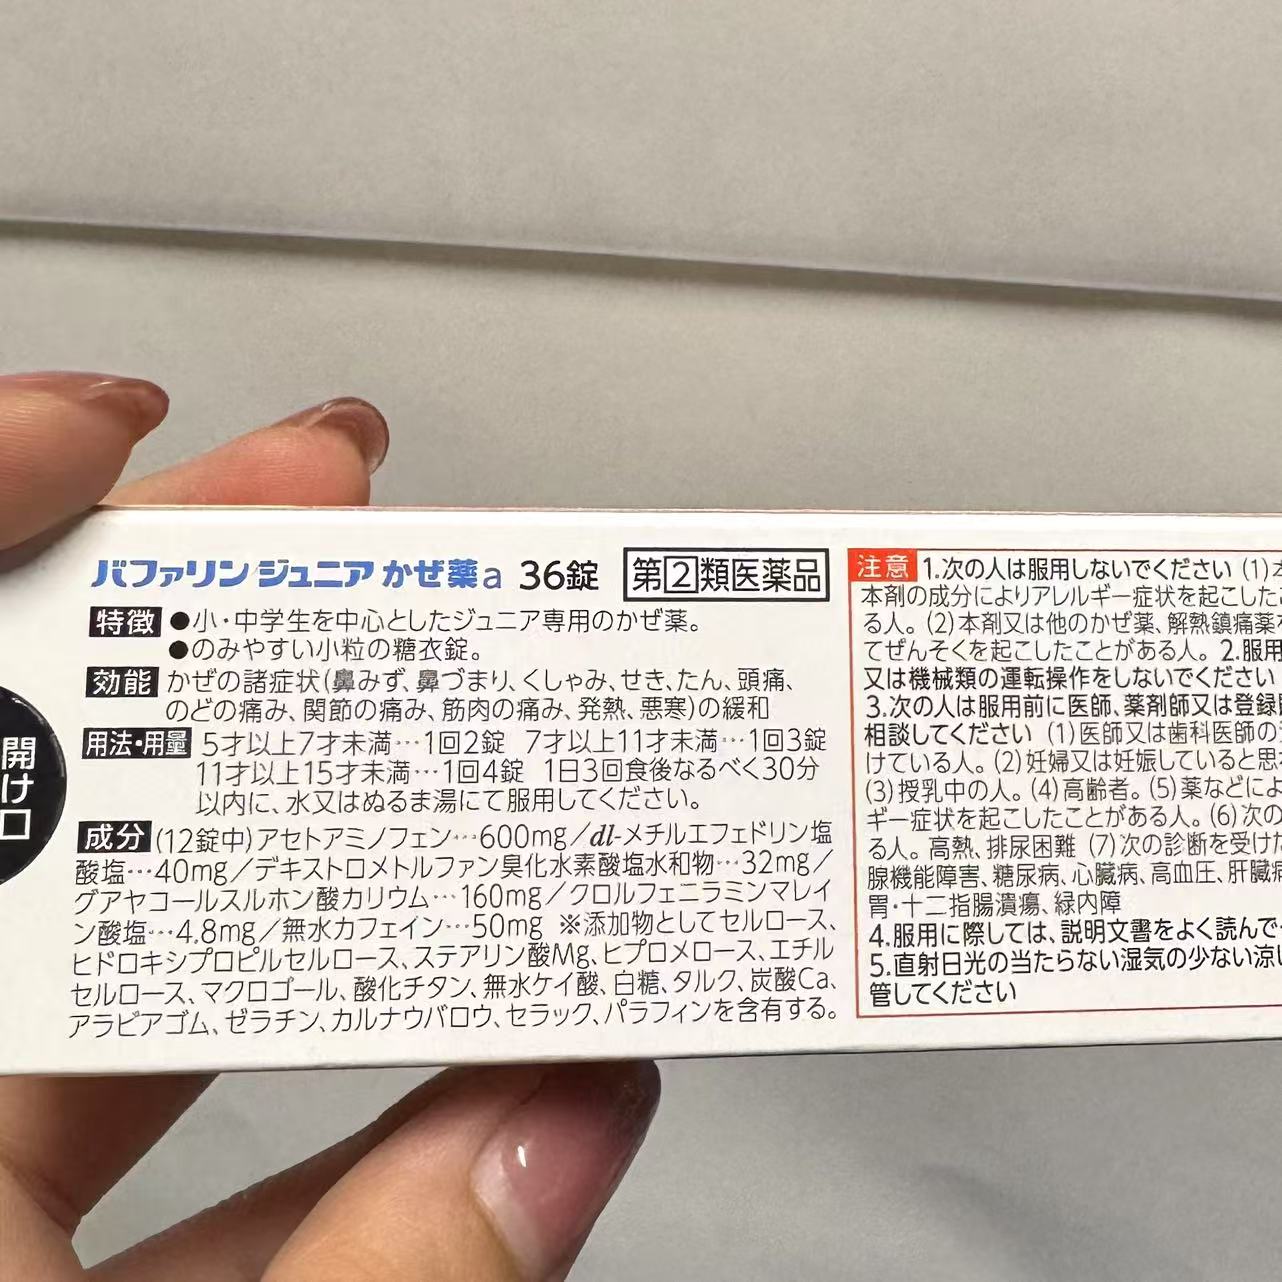 開け口
バファリンジュニアかぜ薬a 36錠 第②類医薬品
特徴 ●小・中学生を中心としたジュニア専用のかぜ薬。
●のみやすい小粒の糖衣錠。
効能 かぜの諸症状(鼻みず、鼻づまり、くしゃみ、せき、たん、頭痛、
のどの痛み、関節の痛み、筋肉の痛み、発熱、悪寒)の緩和
用法・用量 5才以上7才未満…1回2錠 7才以上11才未満…1回3錠
11才以上15才未満…1回4錠 1日3回食後なるべく30分
以内に、水又はぬるま湯にて服用してください。
成分 (12錠中)アセトアミノフェン…600mg/dl-メチルエフェドリン塩
酸塩…40mg/デキストロメトルファン臭化水素酸塩水和物…32mg/
グアヤコールスルホン酸カリウム…160mg/クロルフェニラミンマレイ
ン酸塩…4.8mg/無水カフェイン…50mg ※添加物としてセルロース、
ヒドロキシプロピルセルロース、ステアリン酸Mg、ヒプロメロース、エチル
セルロース、マクロゴール、酸化チタン、無水ケイ酸、白糖、タルク、炭酸Ca、
アラビアゴム、ゼラチン、カルナウバロウ、セラック、パラフィンを含有する。
注意 1.次の人は服用しないでください (1)本
本剤の成分によりアレルギー症状を起こしたこ
る人。(2)本剤又は他のかぜ薬、解熱鎮痛薬を
てぜんそくを起こしたことがある人。 2.服用
又は機械類の運転操作をしないでください
3.次の人は服用前に医師、薬剤師又は登録
相談してください (1)医師又は歯科医師の
けている人。(2)妊婦又は妊娠していると思わ
(3)授乳中の人。(4)高齢者。(5)薬などによ
ギー症状を起こしたことがある人。(6)次の
る人。高熱、排尿困難 (7)次の診断を受けた
腺機能障害、糖尿病、心臓病、高血圧、肝臓病
胃・十二指腸潰瘍、緑内障
4.服用に際しては、説明文書をよく読んで
5.直射日光の当たらない湿気の少ない涼し
管してください